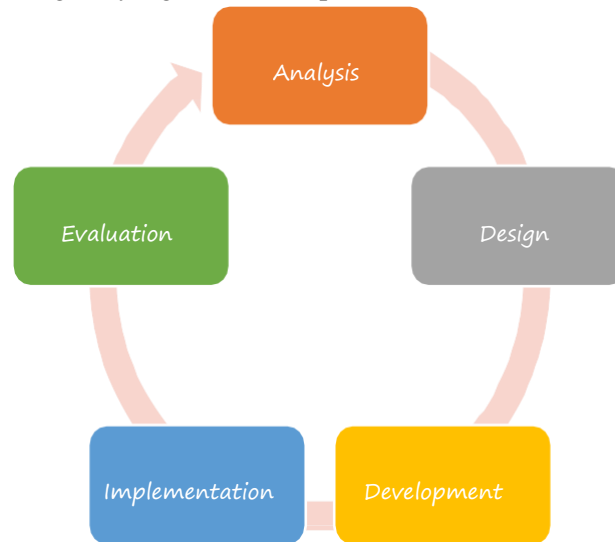 Analysis
Design
Development
Implementation
Evaluation